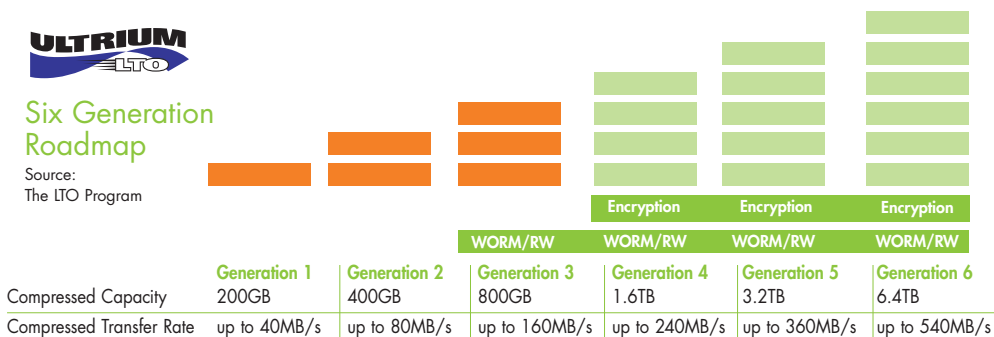 ULTRIUM
LTO
Six Generation
Roadmap
Source:
The LTO Program
Encryption Encryption Encryption
WORM/RW WORM/RW WORM/RW WORM/RW
Generation 1 Generation 2 Generation 3 Generation 4 Generation 5 Generation 6
Compressed Capacity 200GB 400GB 800GB 1.6TB 3.2TB 6.4TB
Compressed Transfer Rate up to 40MB/s up to 80MB/s up to 160MB/s up to 240MB/s up to 360MB/s up to 540MB/s